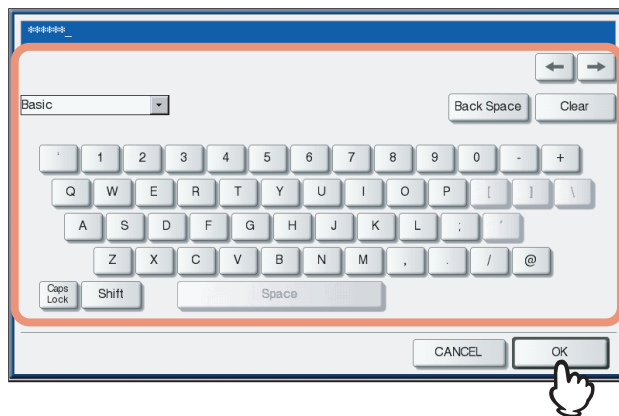 ******_
← →
Basic Back Space Clear
` 1 2 3 4 5 6 7 8 9 0 - +
Q W E R T Y U I O P [ ] \
A S D F G H J K L ; '
Z X C V B N M , . / @
Caps Lock Shift Space
CANCEL OK